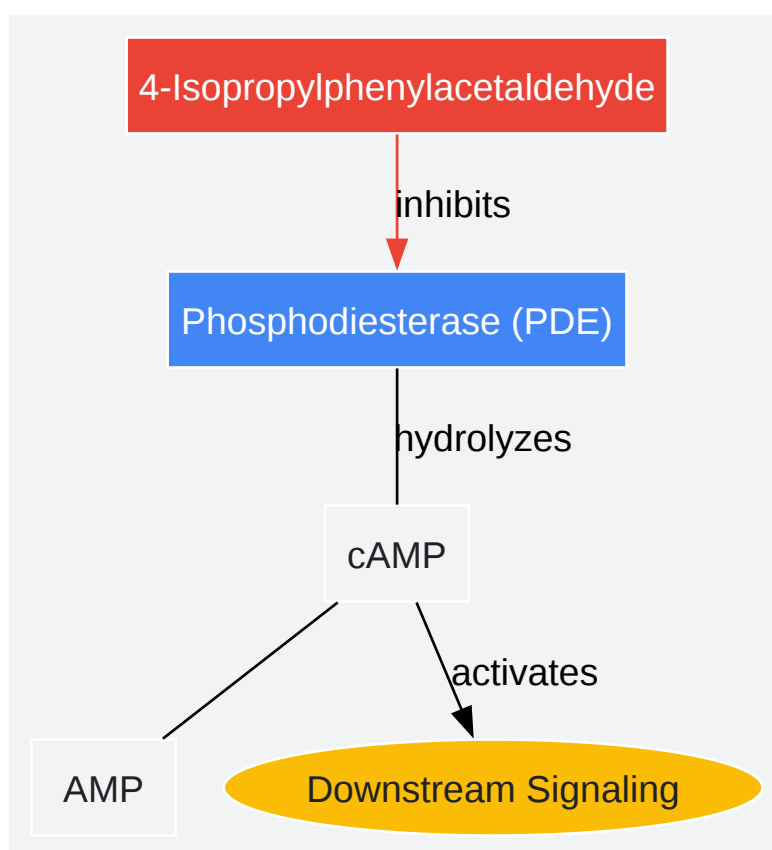 4-Isopropylphenylacetaldehyde
inhibits
Phosphodiesterase (PDE)
hydrolyzes
cAMP
activates
AMP
Downstream Signaling